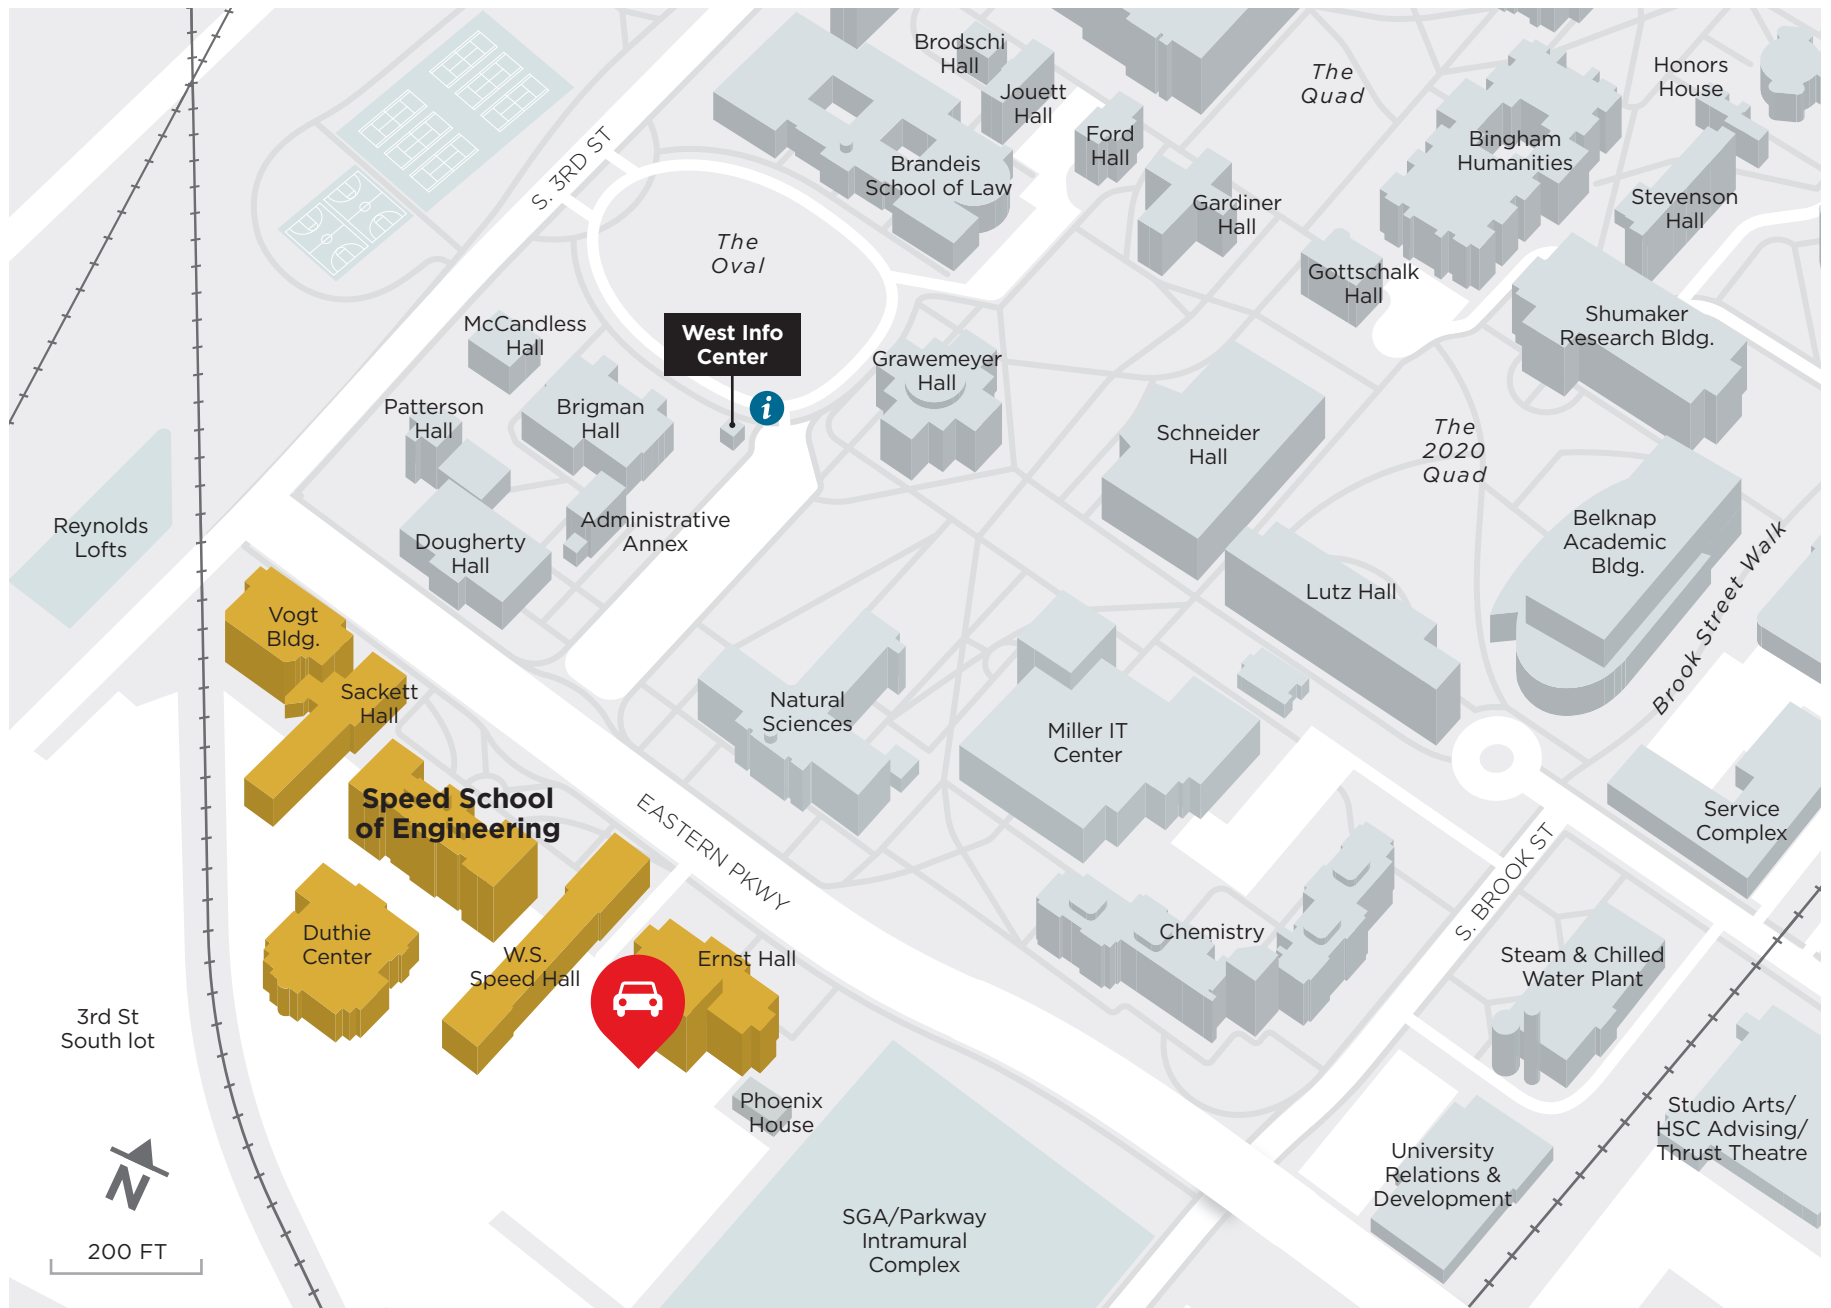 Brodschi
Hall
Jouett
Hall
The
Quad
Honors
House
Ford
Hall
Bingham
Humanities
Brandeis
School of Law
S. 3RD ST
Gardiner
Hall
Stevenson
Hall
The
Oval
Gottschalk
Hall
McCandless
Hall
West Info
Center
Grawemeyer
Hall
Shumaker
Research Bldg.
Patterson
Hall
Brigman
Hall
i
Schneider
Hall
The
2020
Quad
Reynolds
Lofts
Dougherty
Hall
Administrative
Annex
Belknap
Academic
Bldg.
Brook Street Walk
Lutz Hall
Vogt
Bldg.
Sackett
Hall
Natural
Sciences
Miller IT
Center
Speed School
of Engineering
EASTERN PKWY
Service
Complex
S. BROOK ST
Duthie
Center
W.S.
Speed Hall
Ernst Hall
Chemistry
Steam & Chilled
Water Plant
3rd St
South lot
Phoenix
House
Studio Arts/
HSC Advising/
Thrust Theatre
University
Relations &
Development
N
SGA/Parkway
Intramural
Complex
200 FT